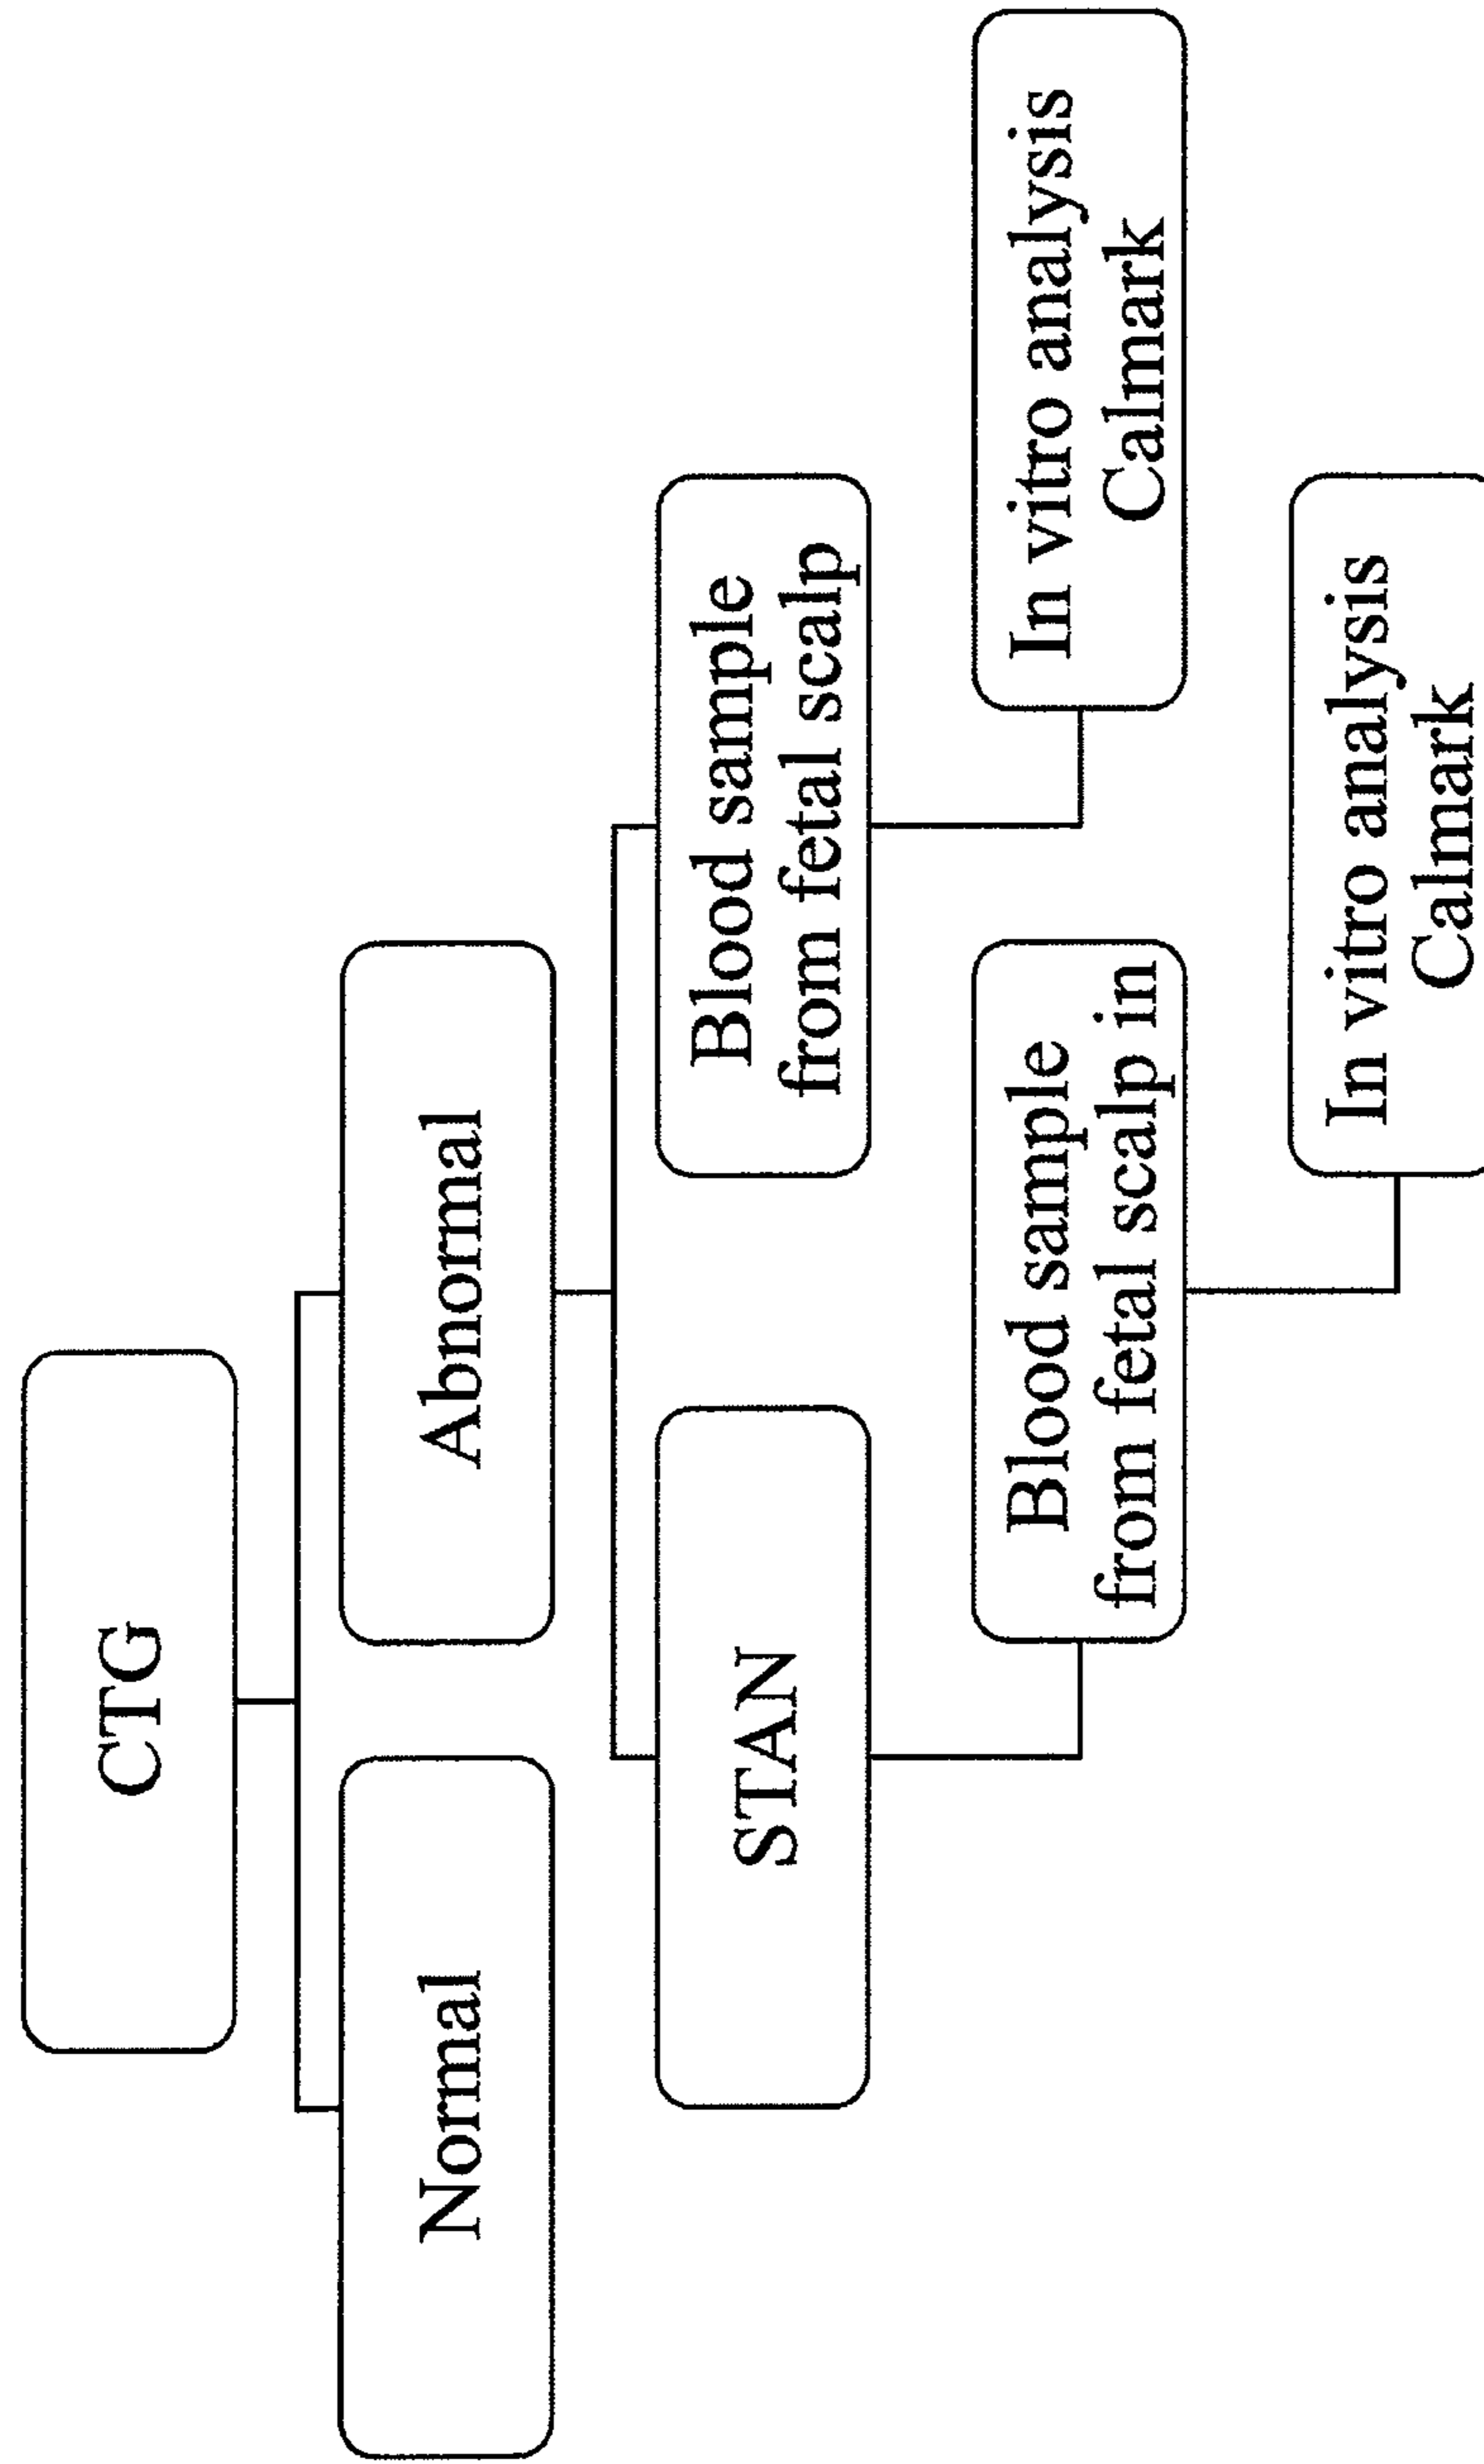 CTG
Normal
Abnormal
STAN
Blood sample
from fetal scalp
Blood sample
from fetal scalp in
In vitro analysis
Calmark
In vitro analysis
Calmark